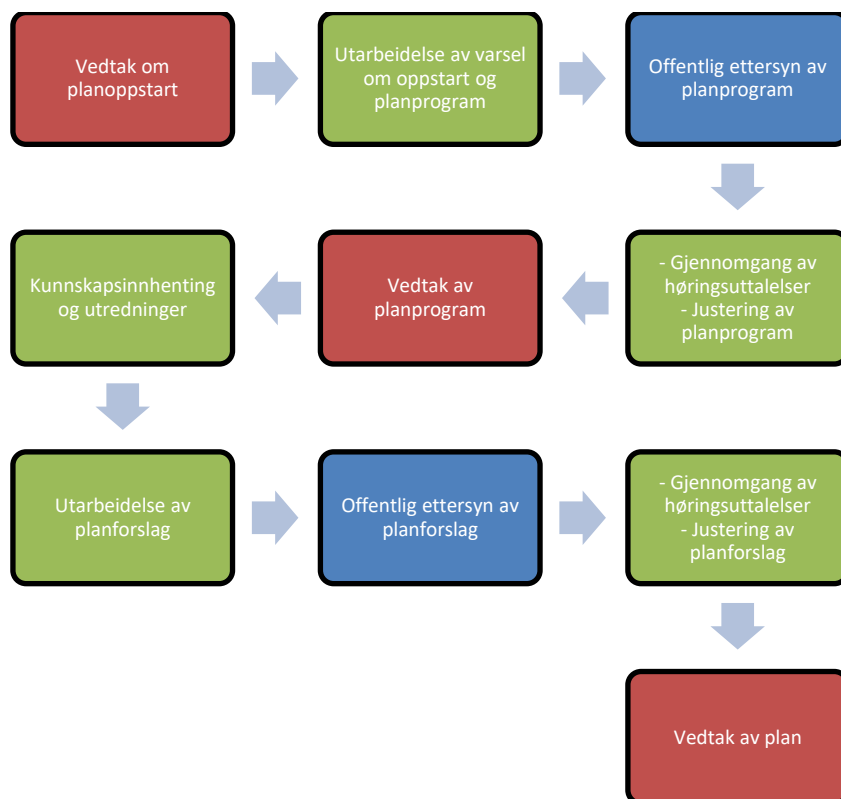 Vedtak om
planoppstart
Utarbeidelse av varsel
om oppstart og
planprogram
Offentlig ettersyn av
planprogram
- Gjennomgang av
høringsuttalelser
- Justering av
planprogram
Vedtak av
planprogram
Kunnskapsinnhenting
og utredninger
Utarbeidelse av
planforslag
Offentlig ettersyn av
planforslag
- Gjennomgang av
høringsuttalelser
- Justering av
planforslag
Vedtak av plan